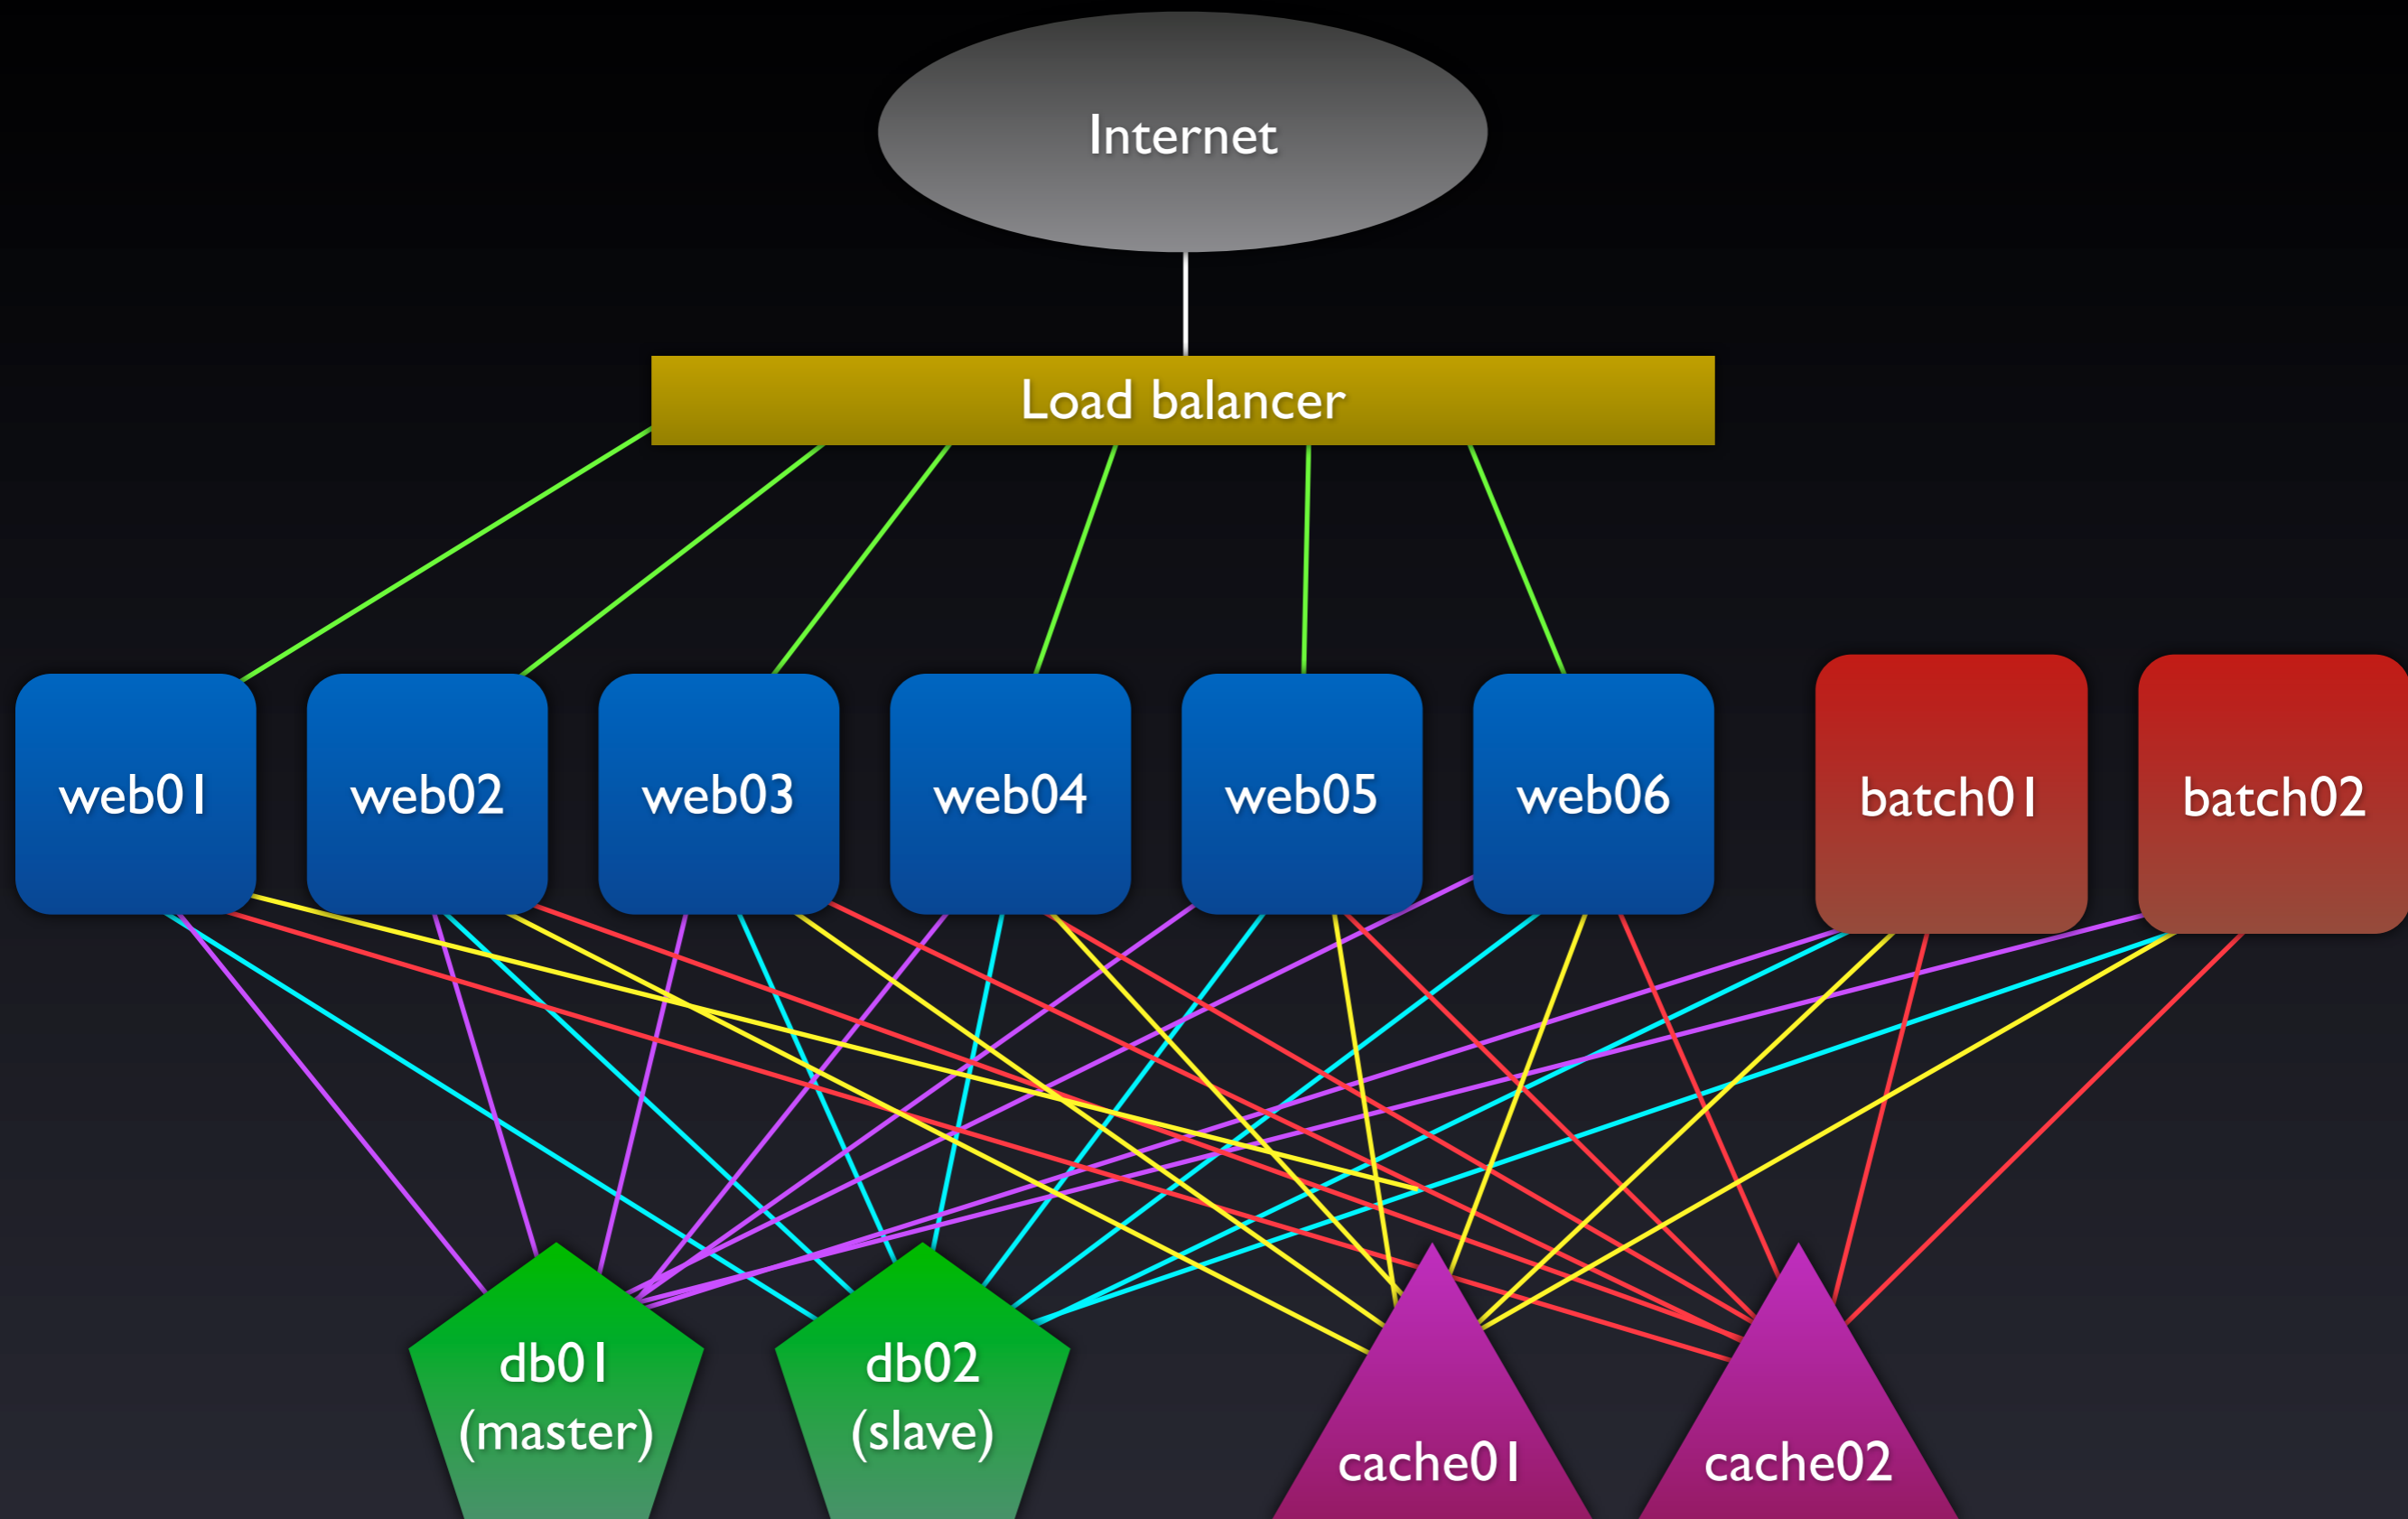 Internet
Load balancer
web01
web02
web03
web04
web05
web06
batch01
batch02
db01
(master)
db02
(slave)
cache01
cache02